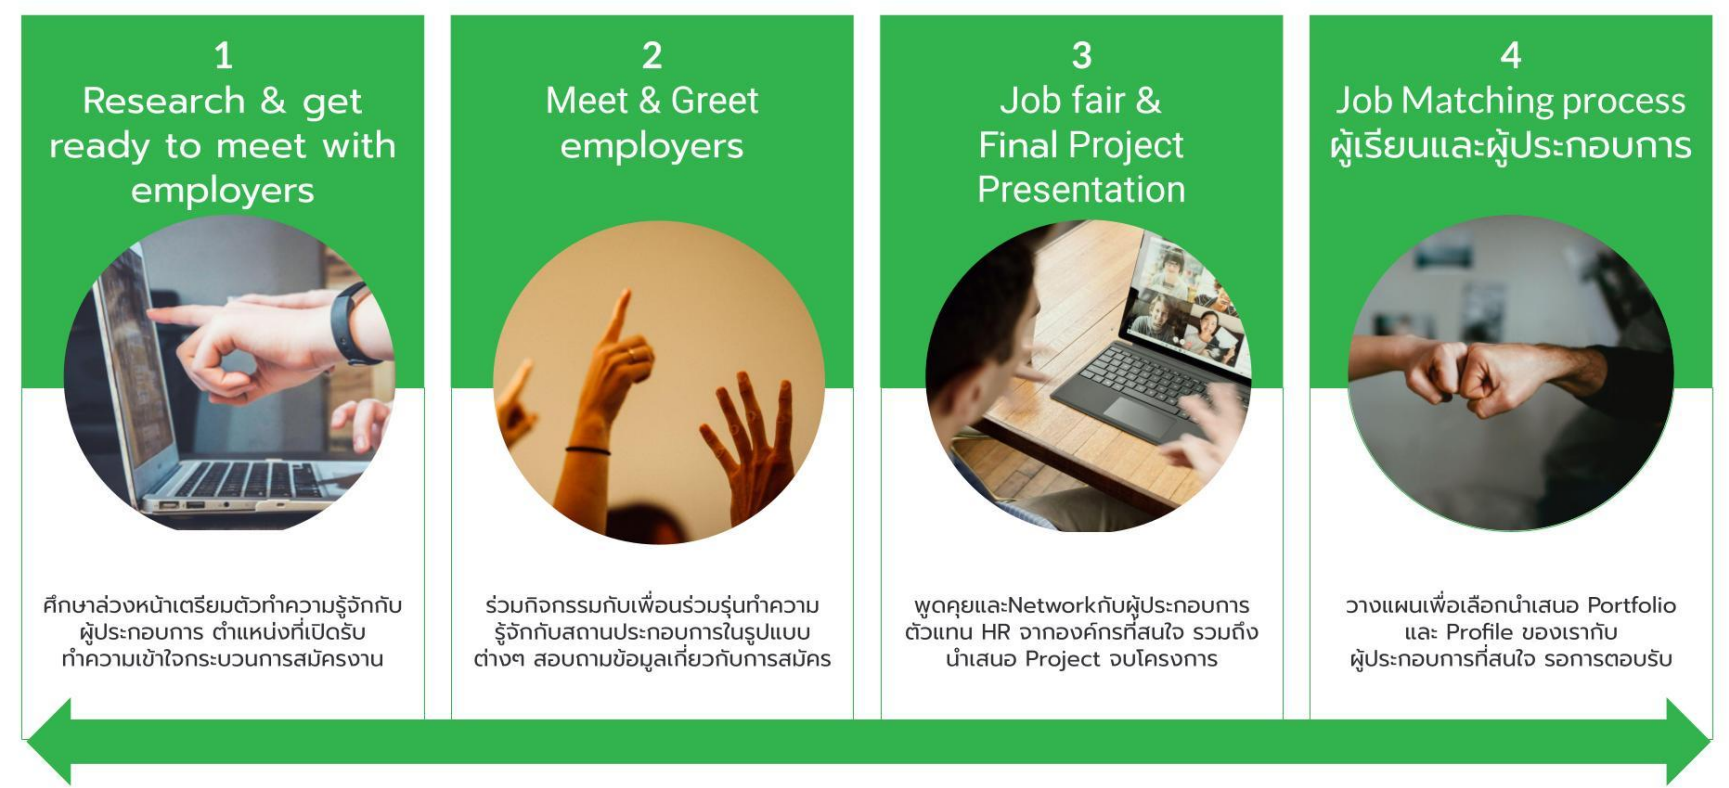 1
Research & get
ready to meet with
employers
ศึกษาล่วงหน้าเตรียมตัวทำความรู้จักกับ
ผู้ประกอบการ ตำแหน่งที่เปิดรับ
ทำความเข้าใจกระบวนการสมัครงาน
2
Meet & Greet
employers
ร่วมกิจกรรมกับเพื่อนร่วมรุ่นทำความ
รู้จักกับสถานประกอบการในรูปแบบ
ต่างๆ สอบถามข้อมูลเกี่ยวกับการสมัคร
3
Job fair &
Final Project
Presentation
พูดคุยและNetworkกับผู้ประกอบการ
ตัวแทน HR จากองค์กรที่สนใจ รวมถึง
นำเสนอ Project จบโครงการ
4
Job Matching process
ผู้เรียนและผู้ประกอบการ
วางแผนเพื่อเลือกนำเสนอ Portfolio
และ Profile ของเรากับ
ผู้ประกอบการที่สนใจ รอการตอบรับ